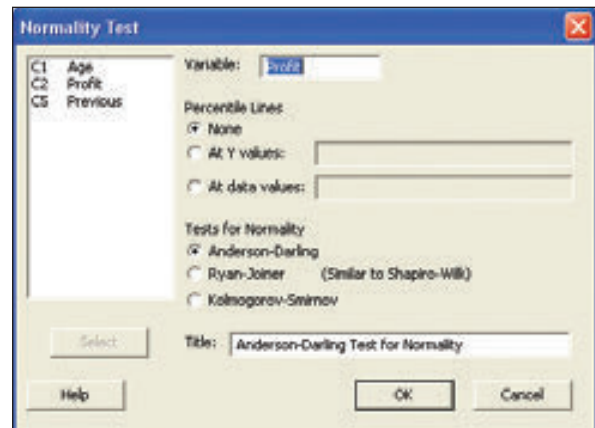 Normality Test
C1 Age
C2 Profit
C5 Previous
Variable: Profit
Percentile Lines
None
At Y values:
At data values:
Tests for Normality
Anderson-Darling
Ryan-Joiner (Similar to Shapiro-Wilk)
Kolmogorov-Smirnov
Select
Title: Anderson-Darling Test for Normality
Help
OK
Cancel